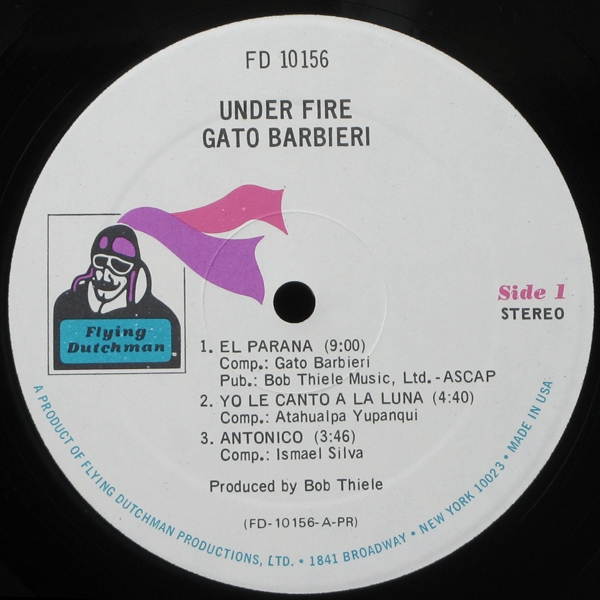 FD 10156
UNDER FIRE
GATO BARBIERI
Flying
Dutchman
Side 1
STEREO
1. EL PARANA (9:00)
Comp.: Gato Barbieri
Pub.: Bob Thiele Music, Ltd.-ASCAP
2. YO LE CANTO A LA LUNA (4:40)
Comp.: Atahualpa Yupanqui
3. ANTONICO (3:46)
Comp.: Ismael Silva
Produced by Bob Thiele
(FD-10156-A-PR)
A PRODUCT OF FLYING DUTCHMAN PRODUCTIONS, LTD. • 1841 BROADWAY • NEW YORK 10023 • MADE IN USA